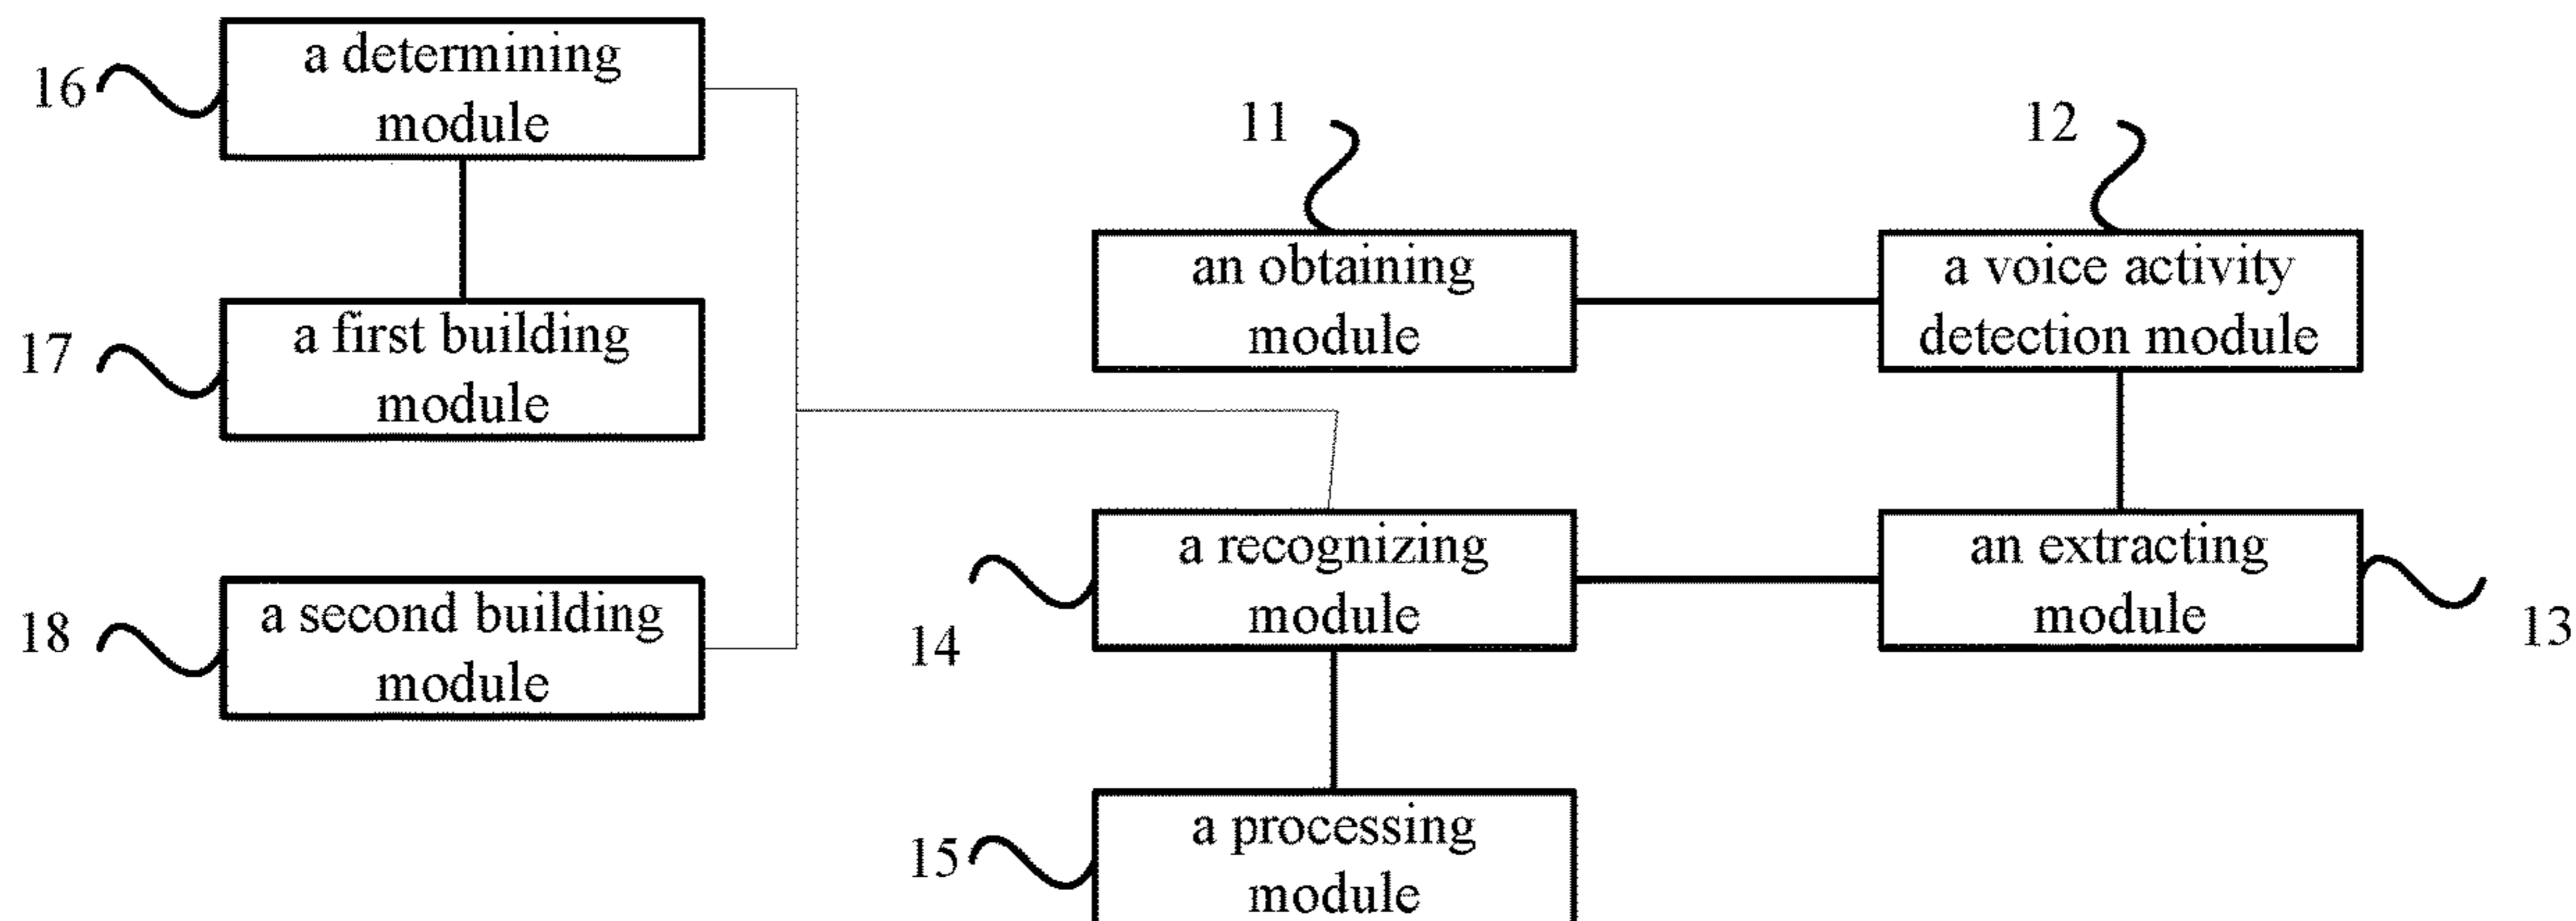 16
a determining
module
11
12
an obtaining
module
a voice activity
detection module
17
a first building
module
14
a recognizing
module
an extracting
module
13
18
a second building
module
15
a processing
module